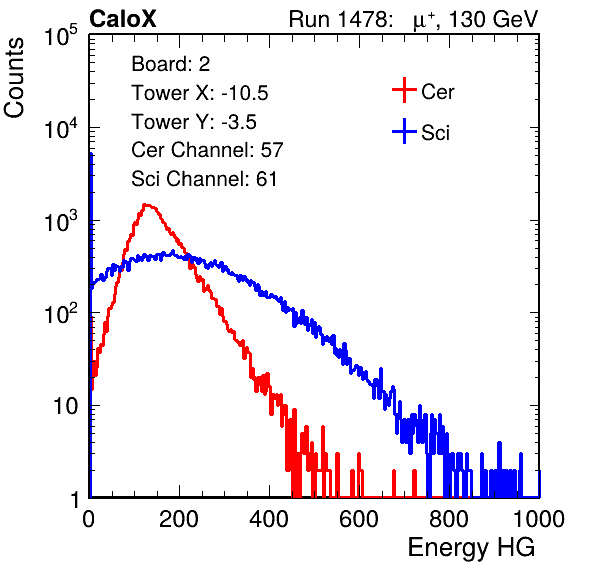 CaloX Run 1478: μ⁺, 130 GeV
Board: 2
Tower X: -10.5
Tower Y: -3.5
Cer Channel: 57
Sci Channel: 61
Cer
Sci
Counts
10⁵
10⁴
10³
10²
10
1
0 200 400 600 800 1000
Energy HG